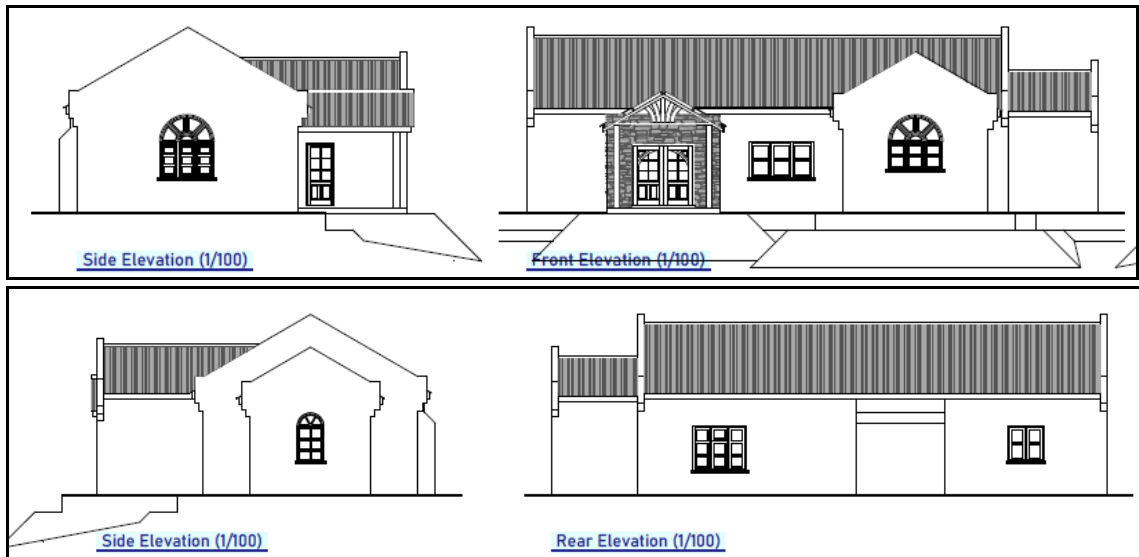 Side Elevation (1/100)
Front Elevation (1/100)
Side Elevation (1/100)
Rear Elevation (1/100)